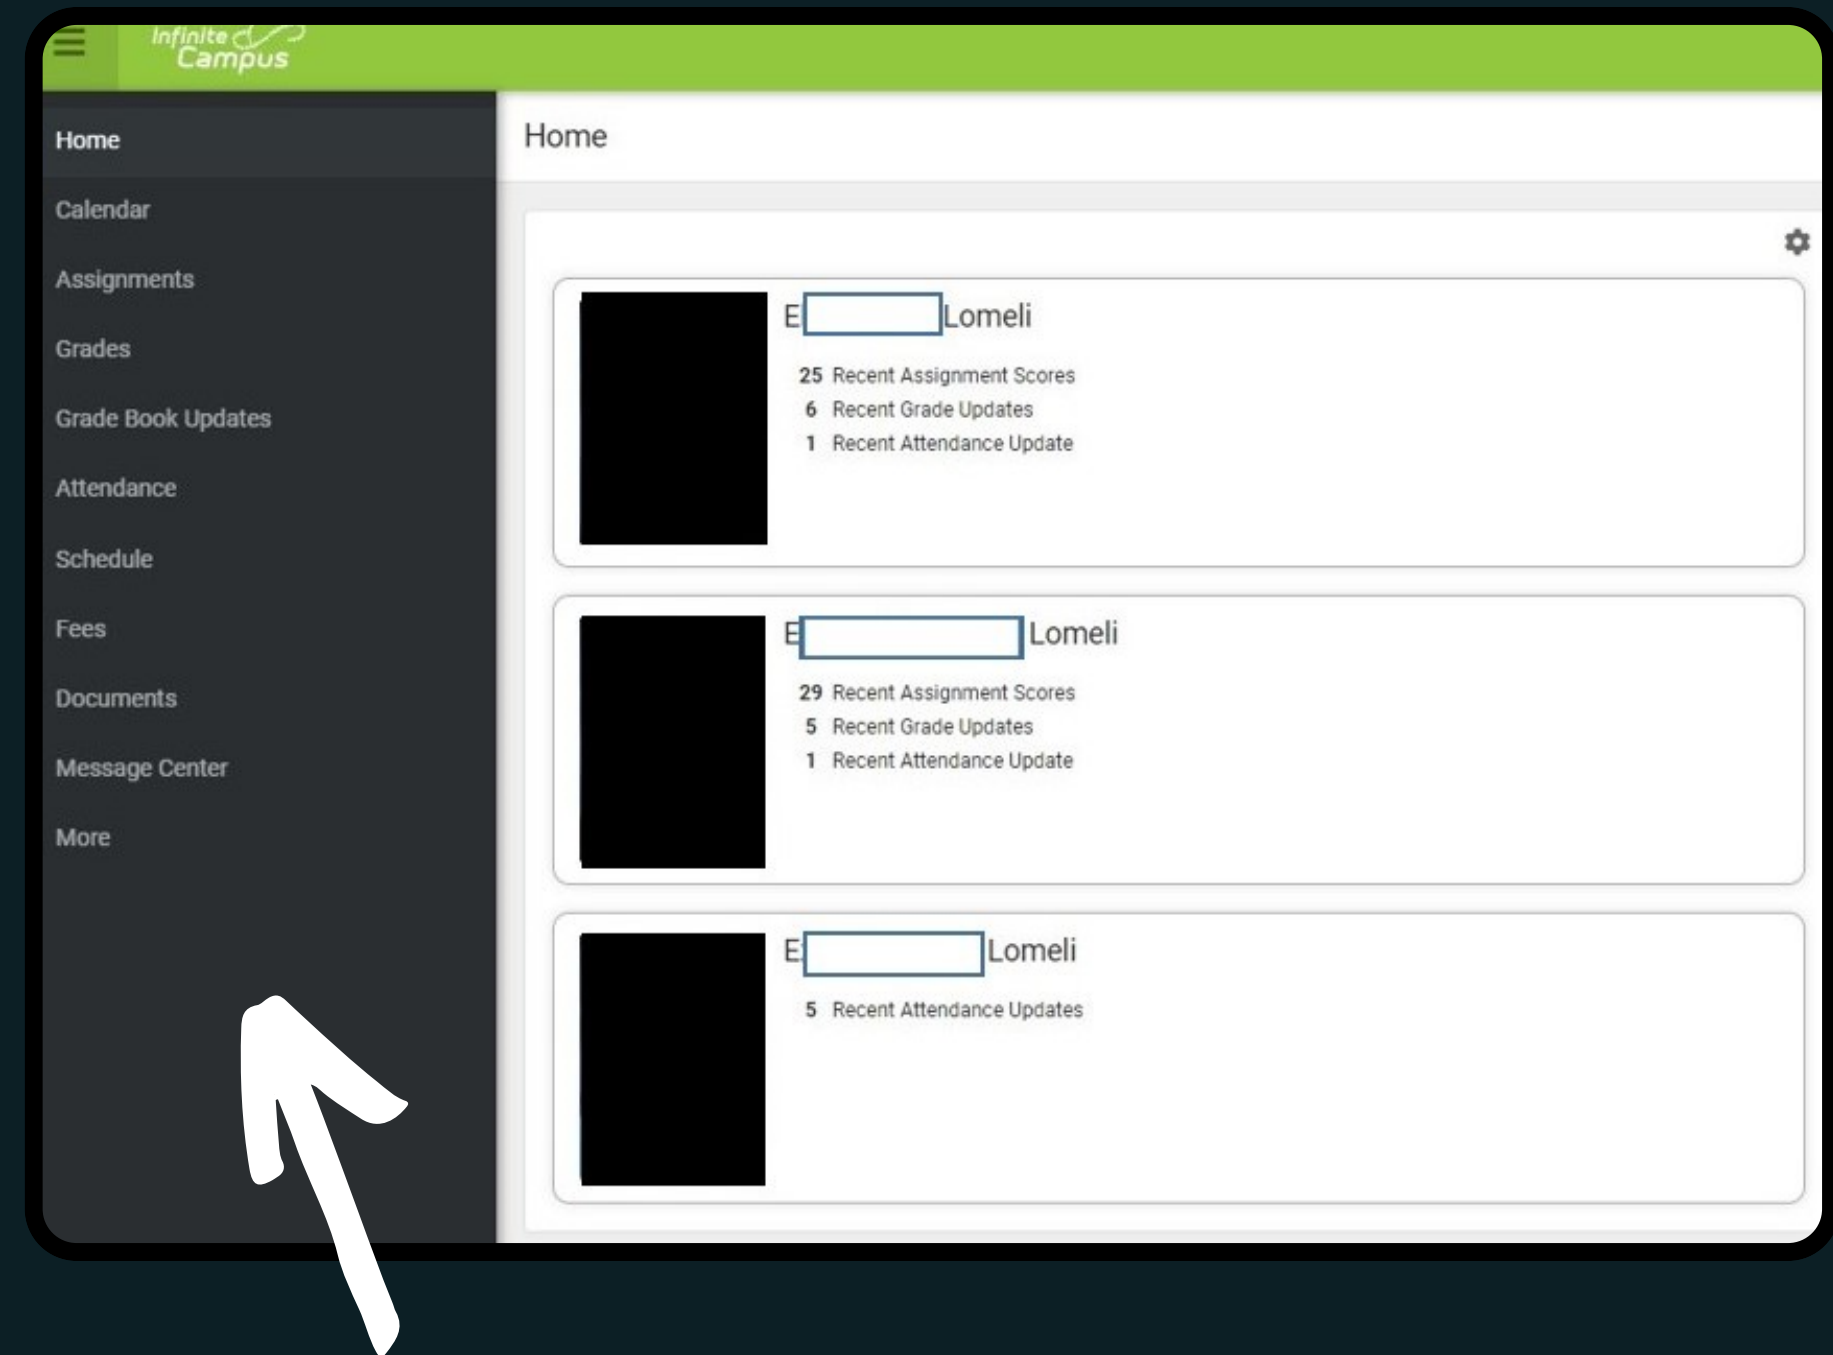 Infinite
Campus
Home
Calendar
Assignments
Grades
Grade Book Updates
Attendance
Schedule
Fees
Documents
Message Center
More
Home
E Lomeli
25 Recent Assignment Scores
6 Recent Grade Updates
1 Recent Attendance Update
E Lomeli
29 Recent Assignment Scores
5 Recent Grade Updates
1 Recent Attendance Update
E Lomeli
5 Recent Attendance Updates